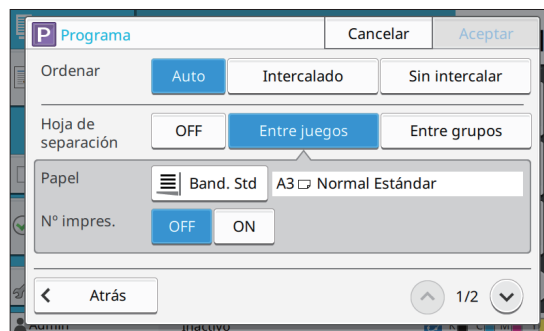 P Programa
Cancelar
Aceptar
Ordenar
Auto
Intercalado
Sin intercalar
Hoja de
separación
OFF
Entre juegos
Entre grupos
Papel
Band. Std
A3 Normal Estándar
Nº impres.
OFF
ON
Atrás
1/2
Admin
Inactivo
K
C
M